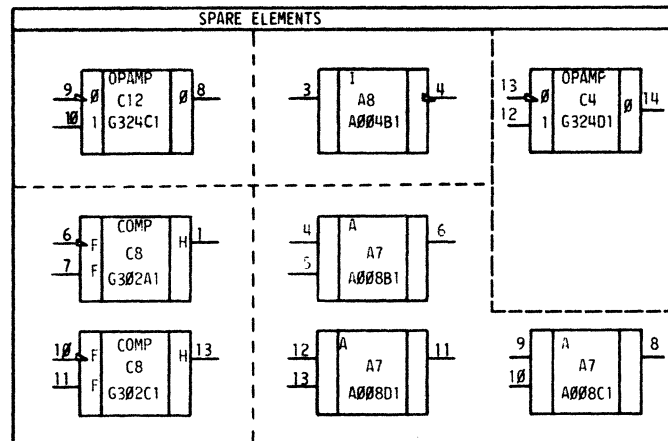 SPARE ELEMENTS
OPAMP
9 Ø C12 Ø 8
10 1 G324C1
I
3 A8 4
AØØ4B1
OPAMP
13 Ø C4 Ø 14
12 1 G324D1
COMP
6 F C8 H 1
7 F G3Ø2A1
A
4 A7 6
5 AØØ8B1
COMP
1Ø F C8 H 13
11 F G3Ø2C1
A
12 A7 11
13 AØØ8D1
A
9 A7 8
1Ø AØØ8C1